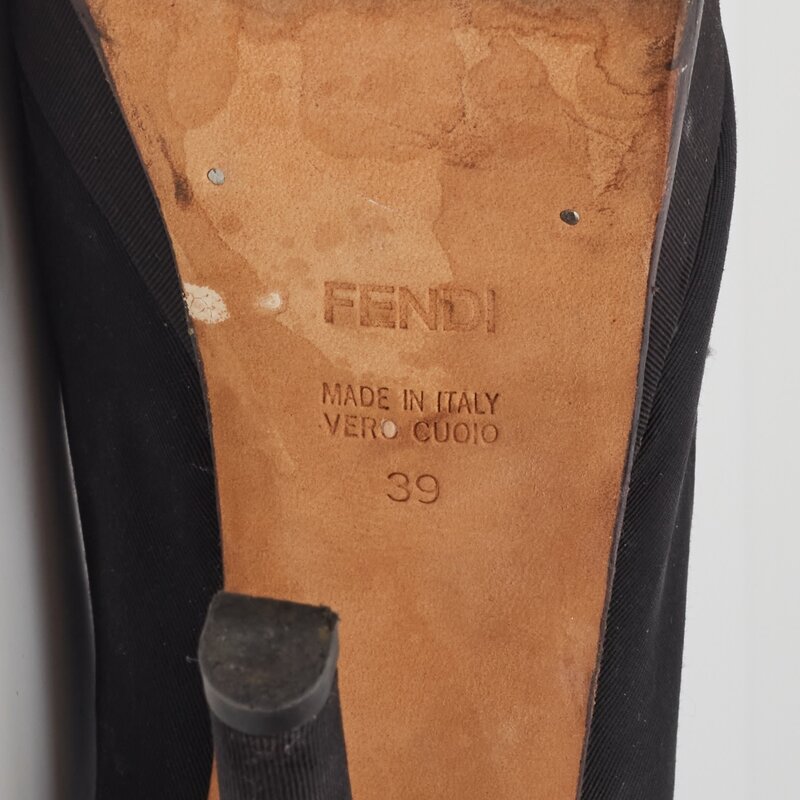 FENDI
MADE IN ITALY
VERO CUOIO
39